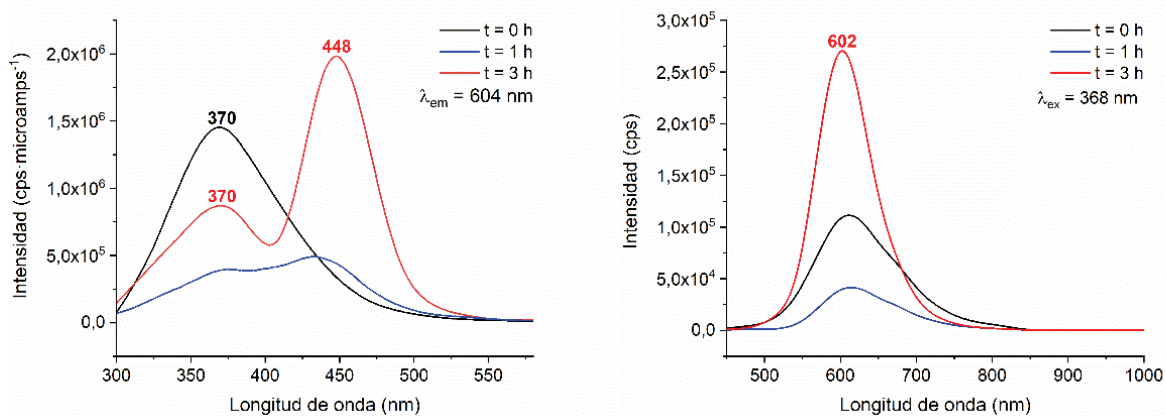 t = 0 h
t = 1 h
t = 3 h
λem = 604 nm
448
370
370
2,0x10⁶
1,5x10⁶
1,0x10⁶
5,0x10⁵
0,0
300 350 400 450 500 550
Longitud de onda (nm)
Intensidad (cps·microamps⁻¹)
t = 0 h
t = 1 h
t = 3 h
λex = 368 nm
602
3,0x10⁵
2,5x10⁵
2,0x10⁵
1,5x10⁵
1,0x10⁵
5,0x10⁴
0,0
500 600 700 800 900 1000
Longitud de onda (nm)
Intensidad (cps)